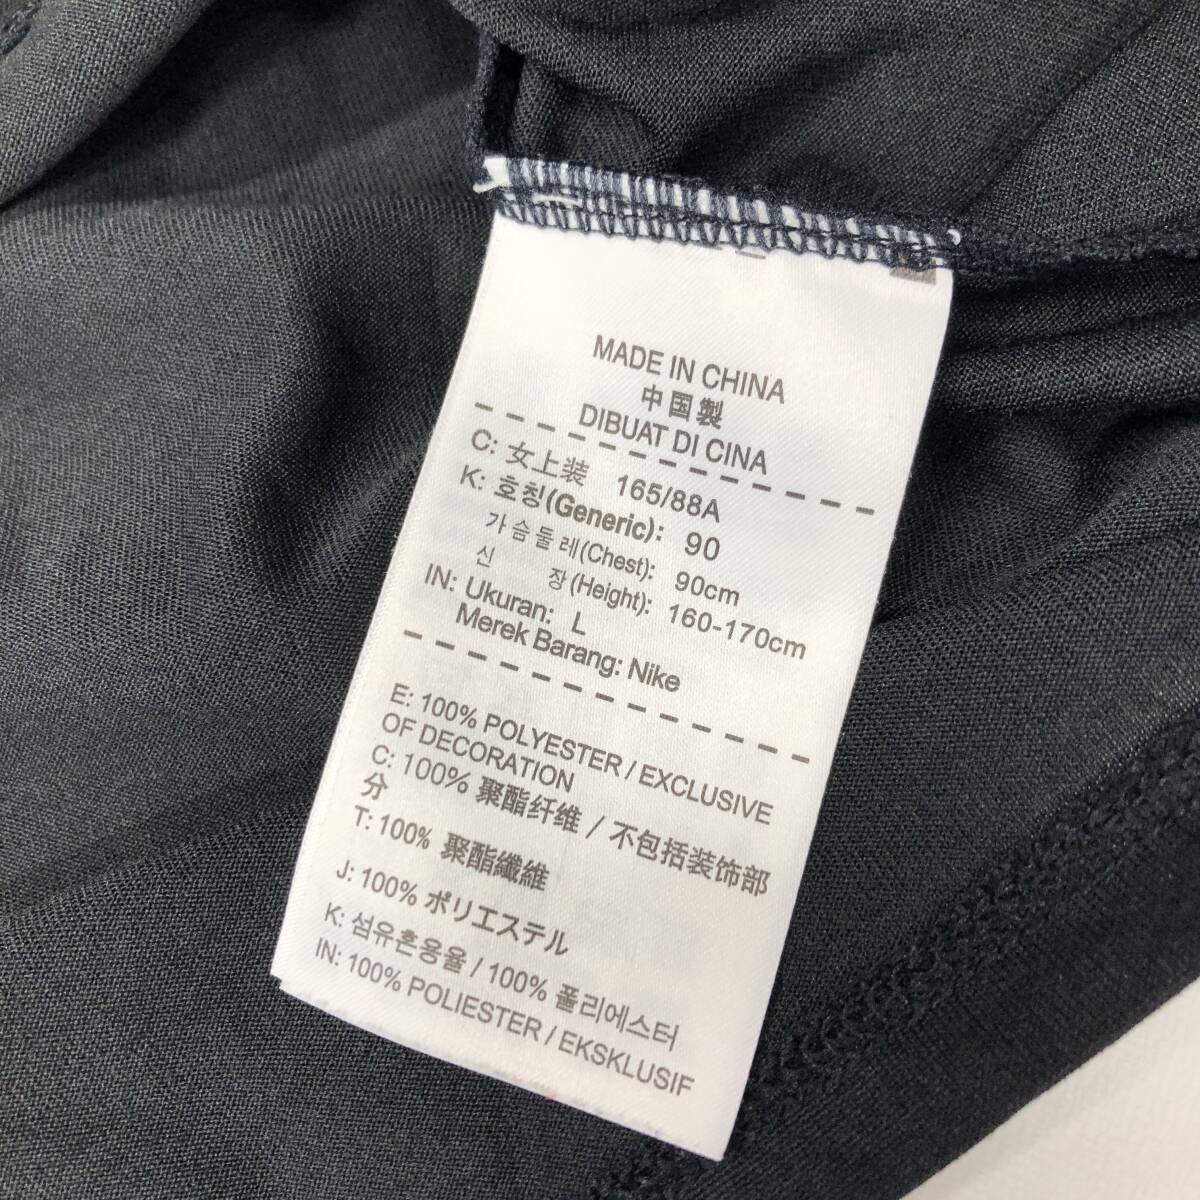 MADE IN CHINA
中国製
DIBUAT DI CINA
C: 女上装 165/88A
K: 호칭(Generic): 90
가슴둘레(Chest): 90cm
신 장(Height): 160-170cm
IN: Ukuran: L
Merek Barang: Nike
E: 100% POLYESTER / EXCLUSIVE
OF DECORATION
C: 100% 聚酯纤维 / 不包括装饰部
分
T: 100% 聚酯纖維
J: 100% ポリエステル
K: 섬유혼용율 / 100% 폴리에스터
IN: 100% POLIESTER / EKSKLUSIF